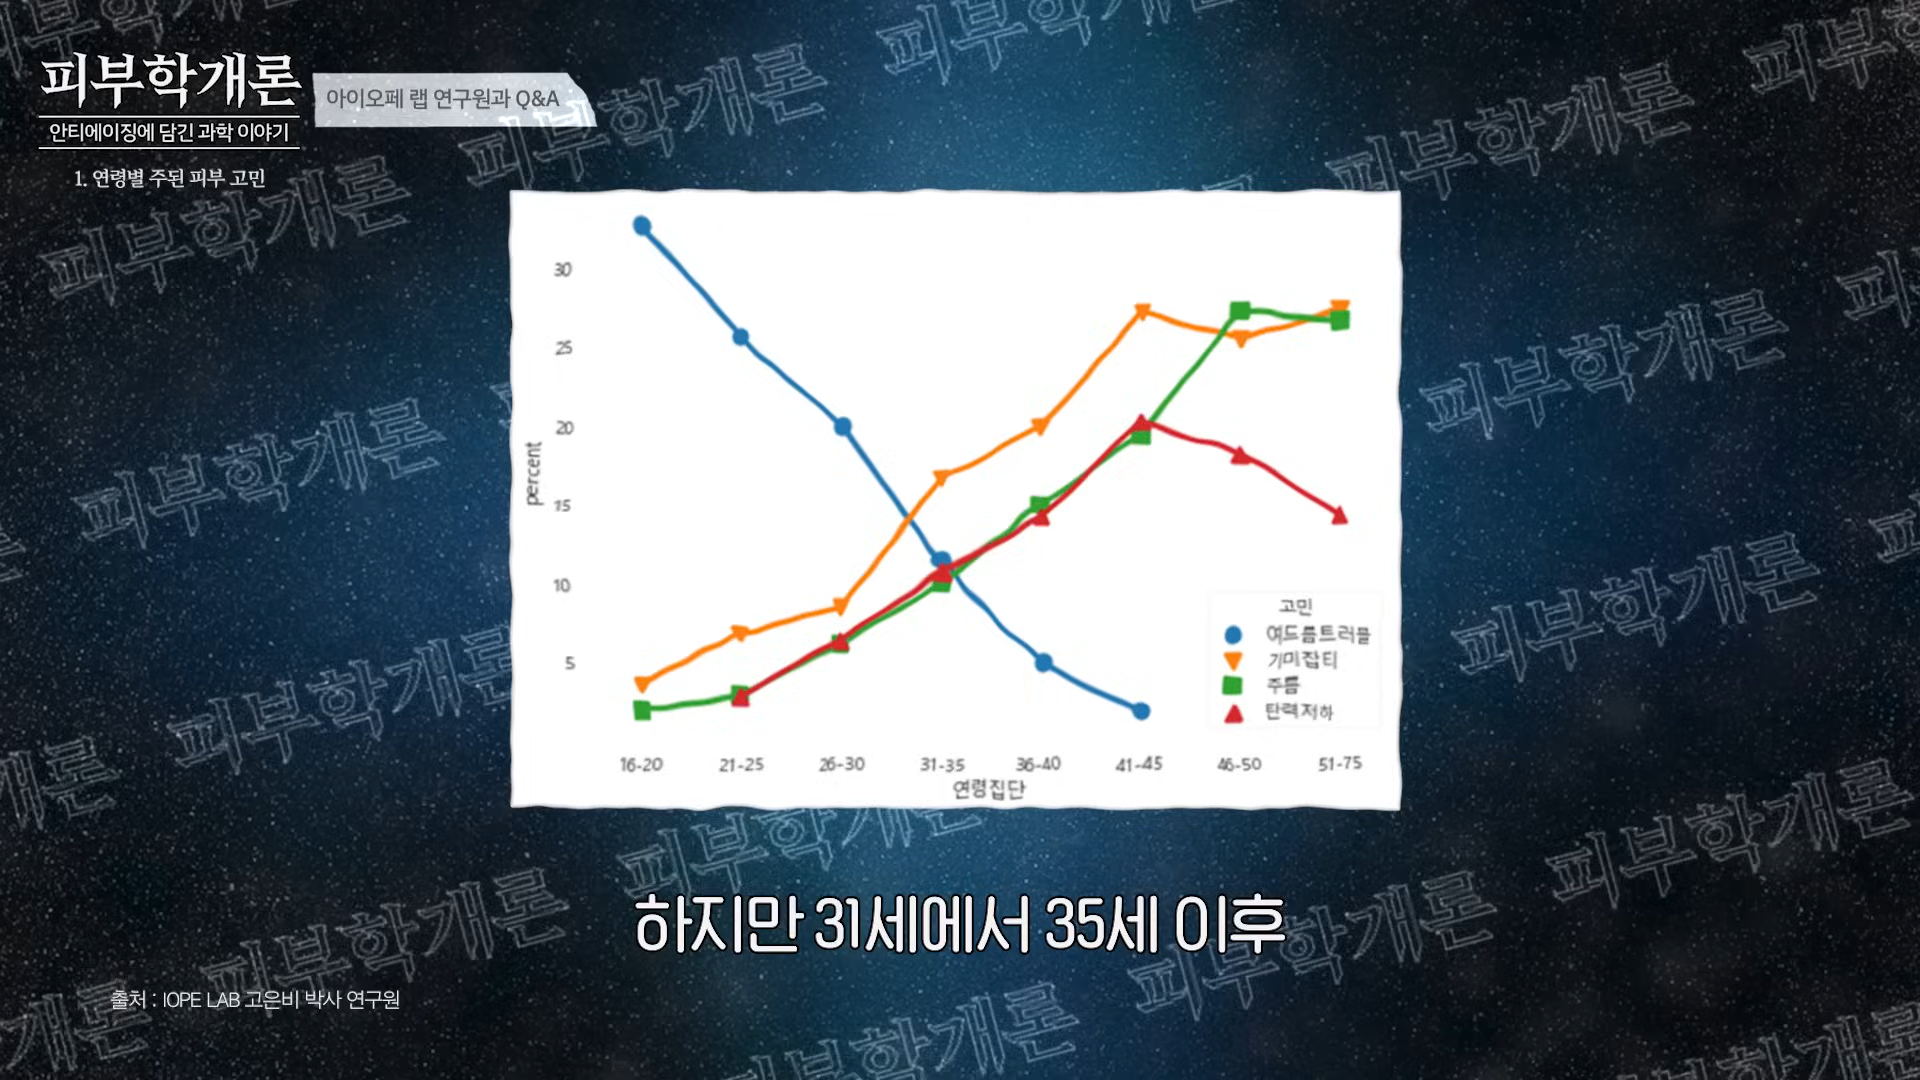 피부학개론
안티에이징에 담긴 과학 이야기
1. 연령별 주된 피부 고민
아이오페 랩 연구원과 Q&A
percent
30
25
20
15
10
5
16-20 21-25 26-30 31-35 36-40 41-45 46-50 51-75
연령집단
고민
여드름트러블
기미잡티
주름
탄력저하
하지만 31세에서 35세 이후
출처 : IOPE LAB 고은비 박사 연구원
피부학개론